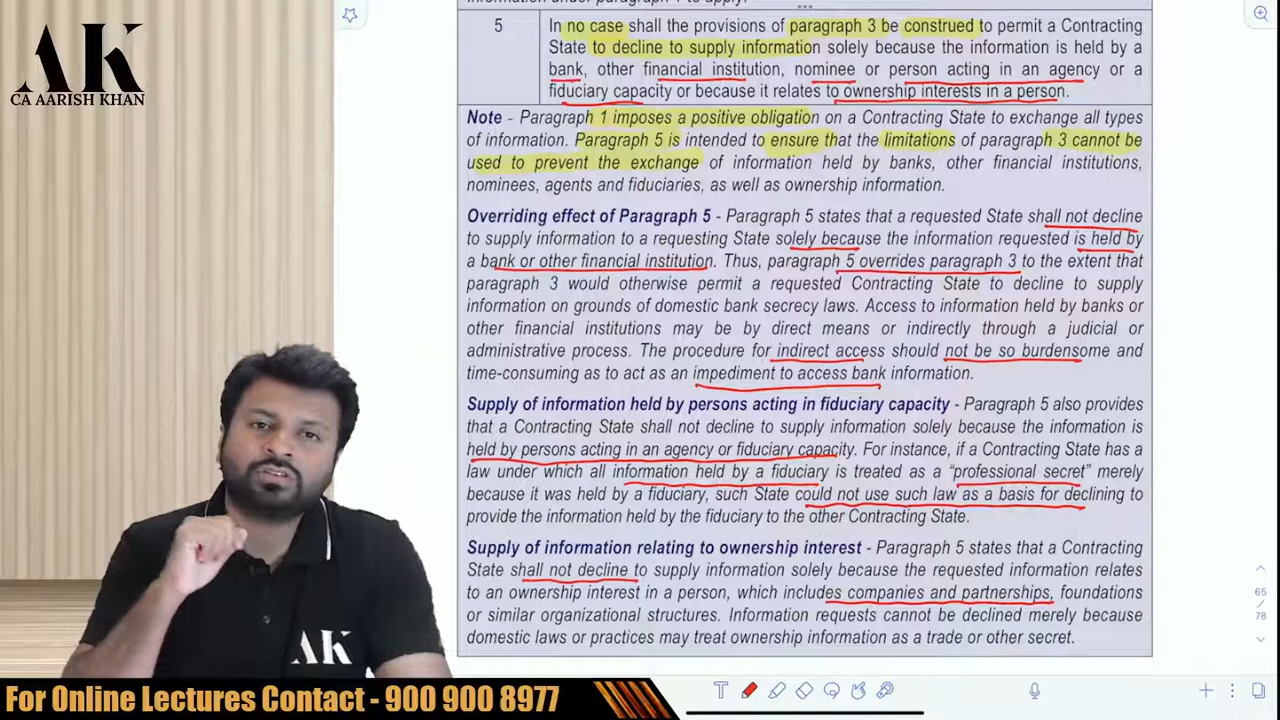 information under paragraph 1 to apply.
AK
CA AARISH KHAN
5
In no case shall the provisions of paragraph 3 be construed to permit a Contracting
State to decline to supply information solely because the information is held by a
bank, other financial institution, nominee or person acting in an agency or a
fiduciary capacity or because it relates to ownership interests in a person.
Note - Paragraph 1 imposes a positive obligation on a Contracting State to exchange all types
of information. Paragraph 5 is intended to ensure that the limitations of paragraph 3 cannot be
used to prevent the exchange of information held by banks, other financial institutions,
nominees, agents and fiduciaries, as well as ownership information.
Overriding effect of Paragraph 5 - Paragraph 5 states that a requested State shall not decline
to supply information to a requesting State solely because the information requested is held by
a bank or other financial institution. Thus, paragraph 5 overrides paragraph 3 to the extent that
paragraph 3 would otherwise permit a requested Contracting State to decline to supply
information on grounds of domestic bank secrecy laws. Access to information held by banks or
other financial institutions may be by direct means or indirectly through a judicial or
administrative process. The procedure for indirect access should not be so burdensome and
time-consuming as to act as an impediment to access bank information.
Supply of information held by persons acting in fiduciary capacity - Paragraph 5 also provides
that a Contracting State shall not decline to supply information solely because the information is
held by persons acting in an agency or fiduciary capacity. For instance, if a Contracting State has a
law under which all information held by a fiduciary is treated as a “professional secret” merely
because it was held by a fiduciary, such State could not use such law as a basis for declining to
provide the information held by the fiduciary to the other Contracting State.
Supply of information relating to ownership interest - Paragraph 5 states that a Contracting
State shall not decline to supply information solely because the requested information relates
to an ownership interest in a person, which includes companies and partnerships, foundations
or similar organizational structures. Information requests cannot be declined merely because
domestic laws or practices may treat ownership information as a trade or other secret.
65
/
78
AK
For Online Lectures Contact - 900 900 8977
T